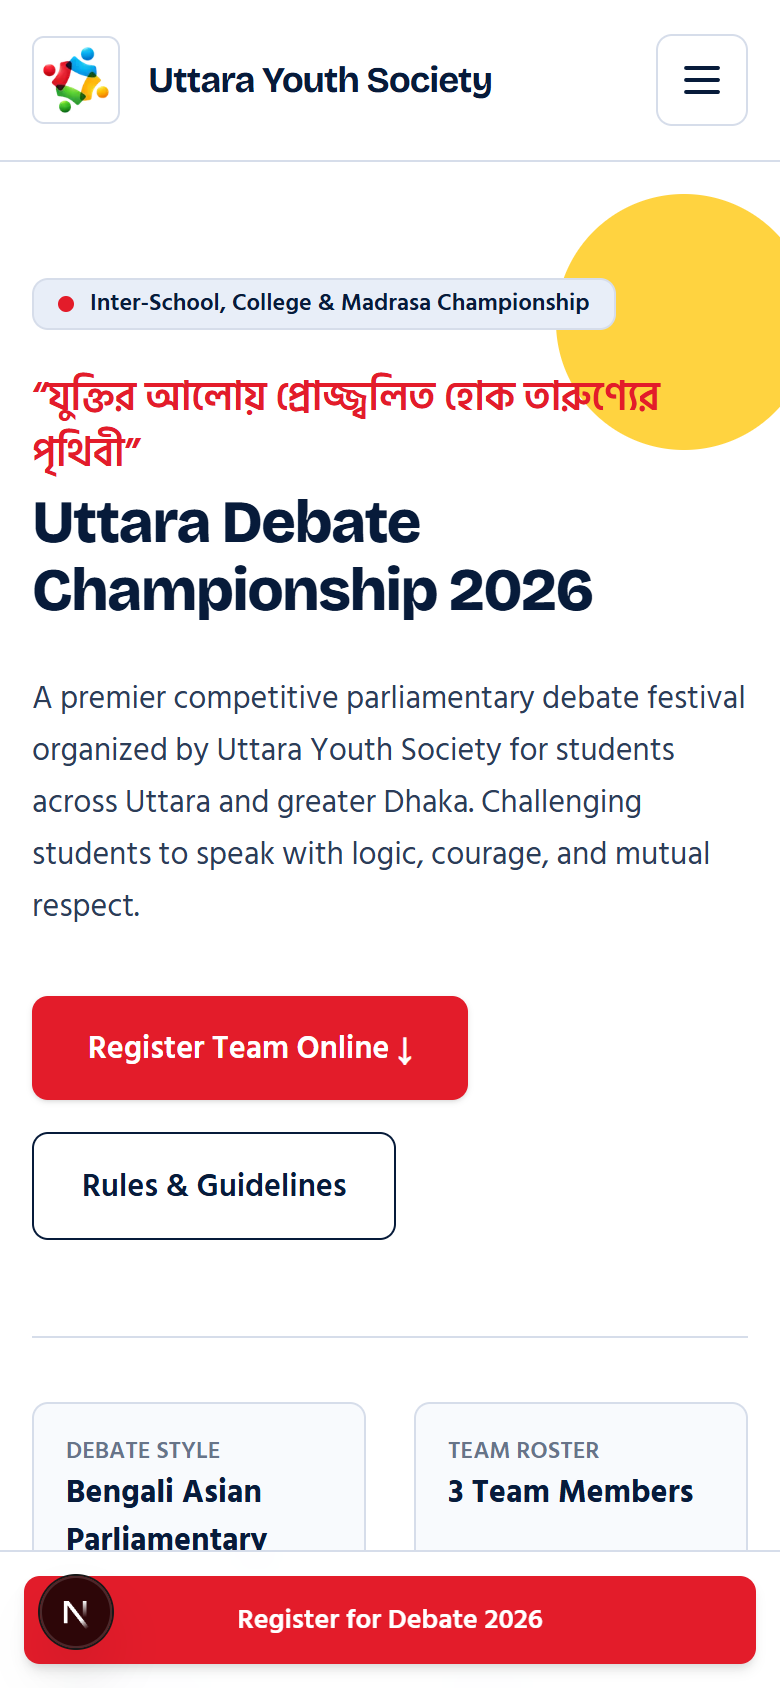 Uttara Youth Society
Inter-School, College & Madrasa Championship
“যুক্তির আলোয় প্রোজ্জ্বলিত হোক তারুণ্যের
পৃথিবী”
Uttara Debate
Championship 2026
A premier competitive parliamentary debate festival
organized by Uttara Youth Society for students
across Uttara and greater Dhaka. Challenging
students to speak with logic, courage, and mutual
respect.
Register Team Online ↓
Rules & Guidelines
DEBATE STYLE
Bengali Asian
Parliamentary
TEAM ROSTER
3 Team Members
N
Register for Debate 2026